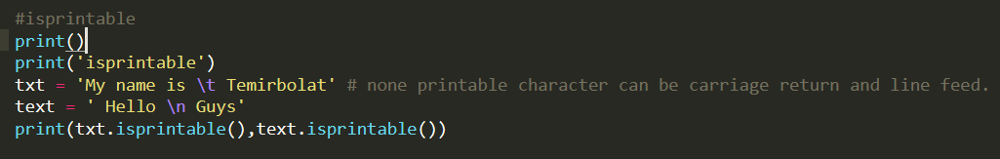 #isprintable
print()
print('isprintable')
txt = 'My name is \t Temirbolat' # none printable character can be carriage return and line feed.
text = ' Hello \n Guys'
print(txt.isprintable(),text.isprintable())